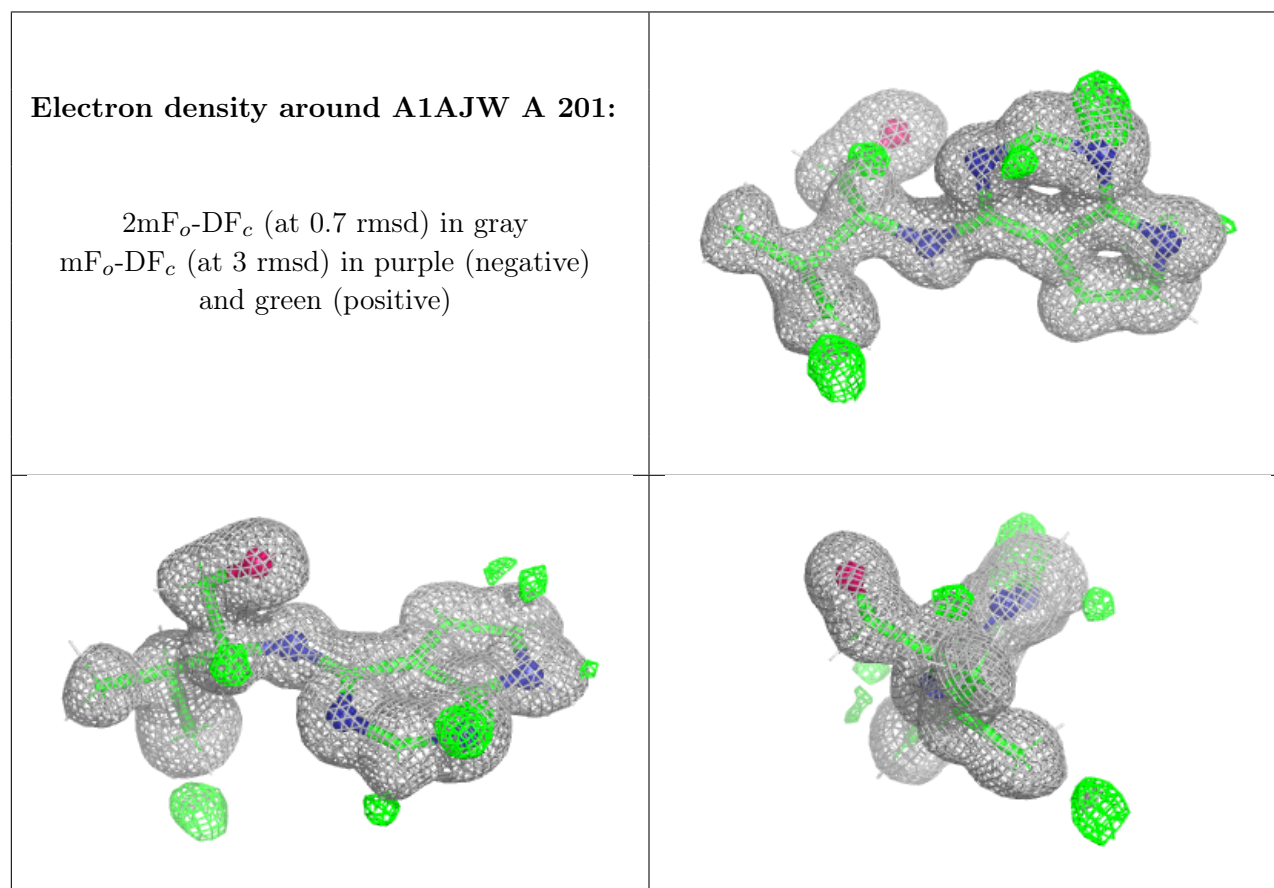 Electron density around A1AJW A 201:
2mFo-DFc (at 0.7 rmsd) in gray
mFo-DFc (at 3 rmsd) in purple (negative)
and green (positive)